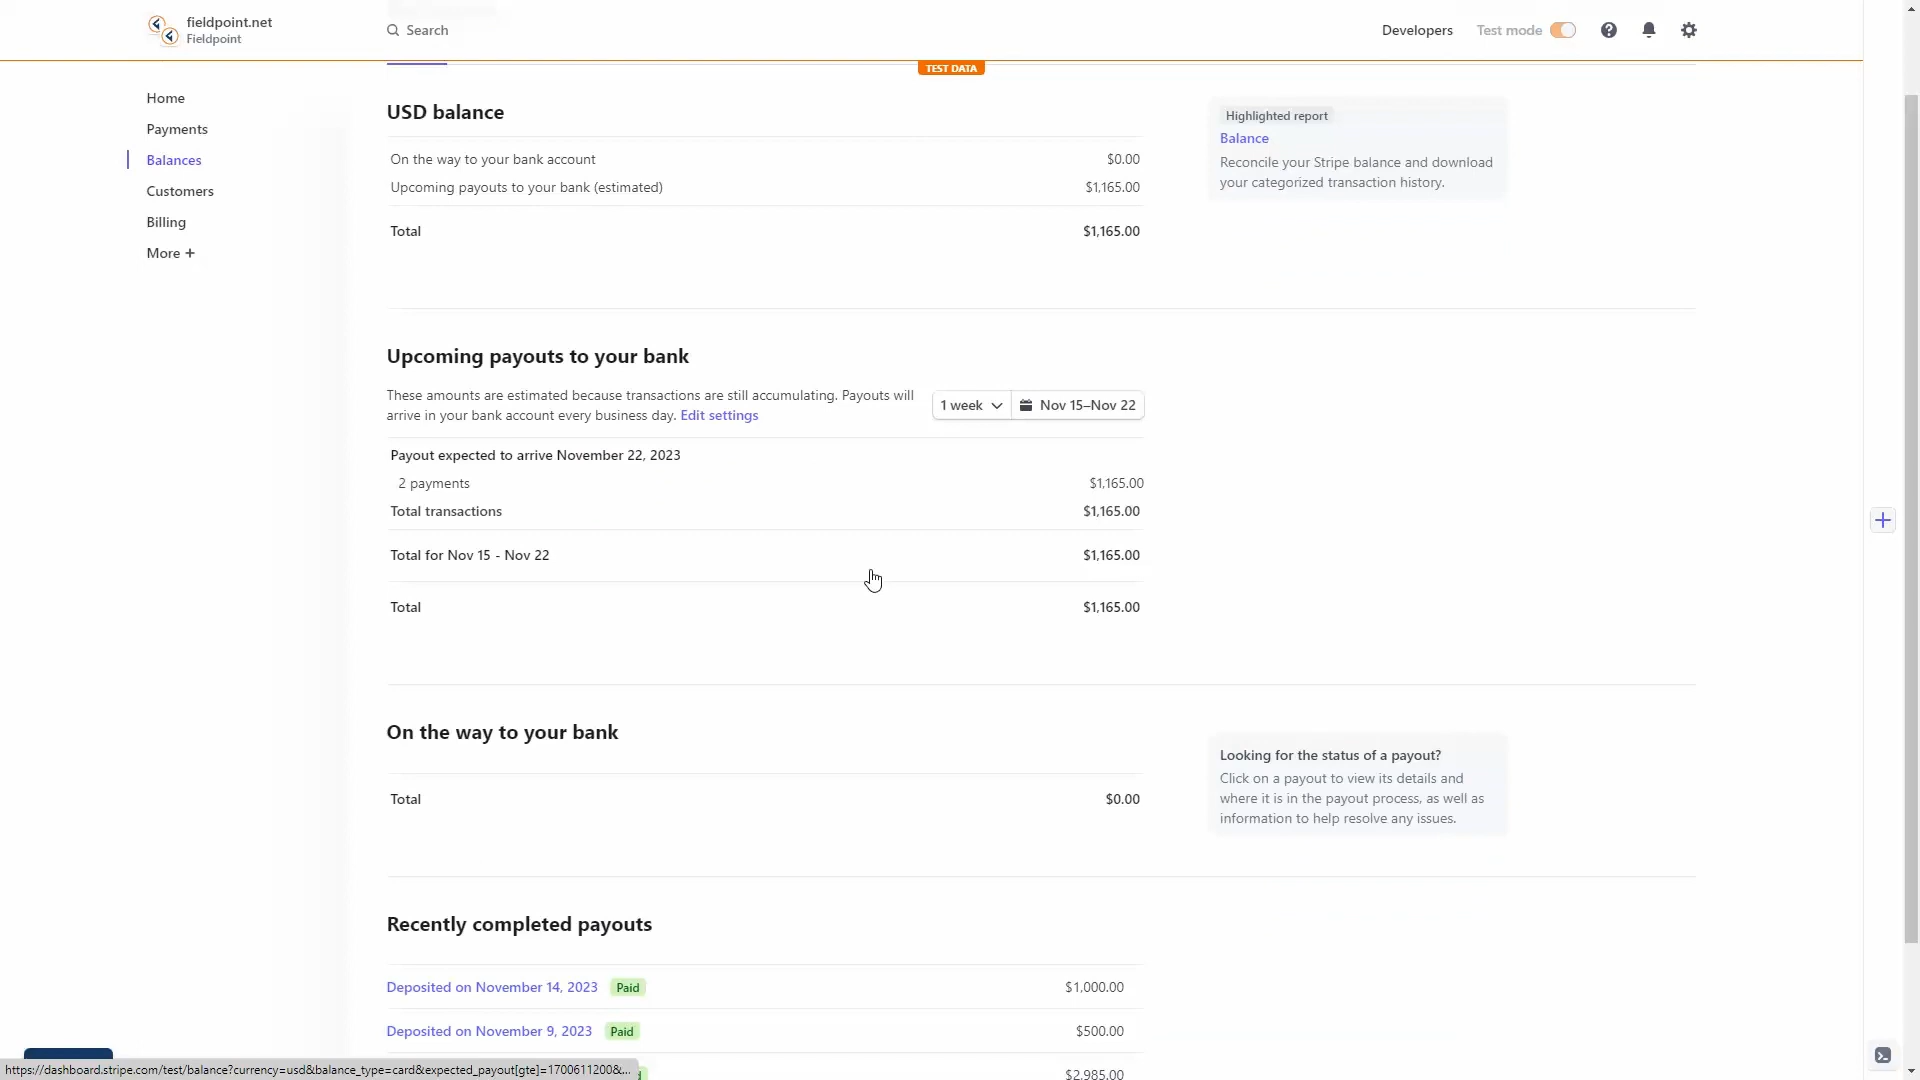 fieldpoint.net
Fieldpoint
Search
Developers
Test mode
TEST DATA
Home
Payments
Balances
Customers
Billing
More +
USD balance
On the way to your bank account $0.00
Upcoming payouts to your bank (estimated) $1,165.00
Total $1,165.00
Highlighted report
Balance
Reconcile your Stripe balance and download
your categorized transaction history.
Upcoming payouts to your bank
These amounts are estimated because transactions are still accumulating. Payouts will
arrive in your bank account every business day. Edit settings
1 week Nov 15–Nov 22
Payout expected to arrive November 22, 2023
2 payments $1,165.00
Total transactions $1,165.00
Total for Nov 15 - Nov 22 $1,165.00
Total $1,165.00
On the way to your bank
Total $0.00
Looking for the status of a payout?
Click on a payout to view its details and
where it is in the payout process, as well as
information to help resolve any issues.
Recently completed payouts
Deposited on November 14, 2023 Paid $1,000.00
Deposited on November 9, 2023 Paid $500.00
$2,985.00
https://dashboard.stripe.com/test/balance?currency=usd&balance_type=card&expected_payout[gte]=1700611200&...